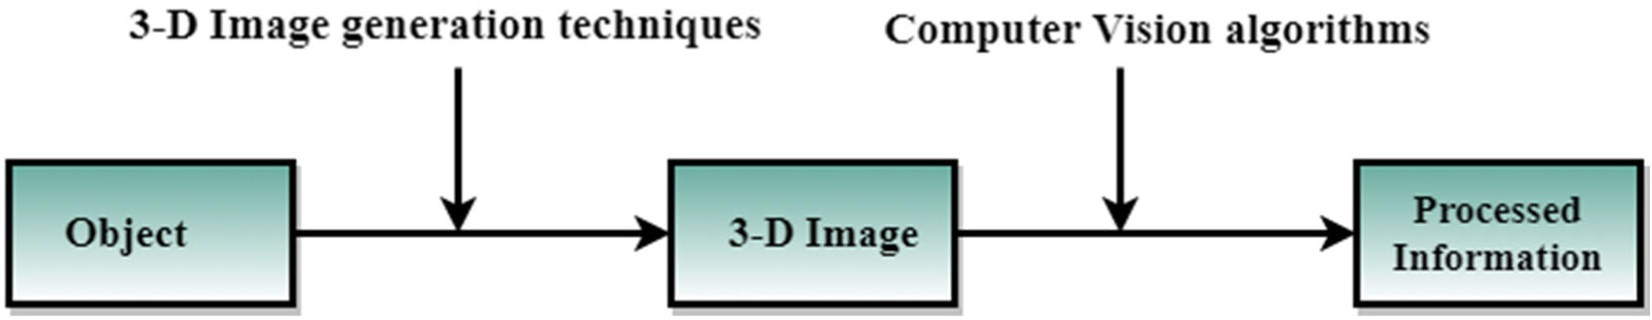 3-D Image generation techniques
Computer Vision algorithms
Object
3-D Image
Processed
Information